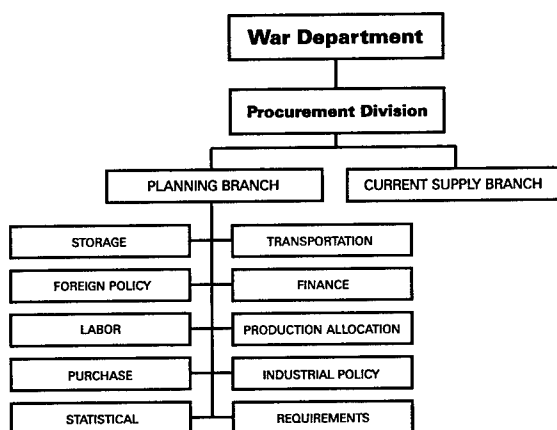 War Department
Procurement Division
PLANNING BRANCH
CURRENT SUPPLY BRANCH
STORAGE
TRANSPORTATION
FOREIGN POLICY
FINANCE
LABOR
PRODUCTION ALLOCATION
PURCHASE
INDUSTRIAL POLICY
STATISTICAL
REQUIREMENTS